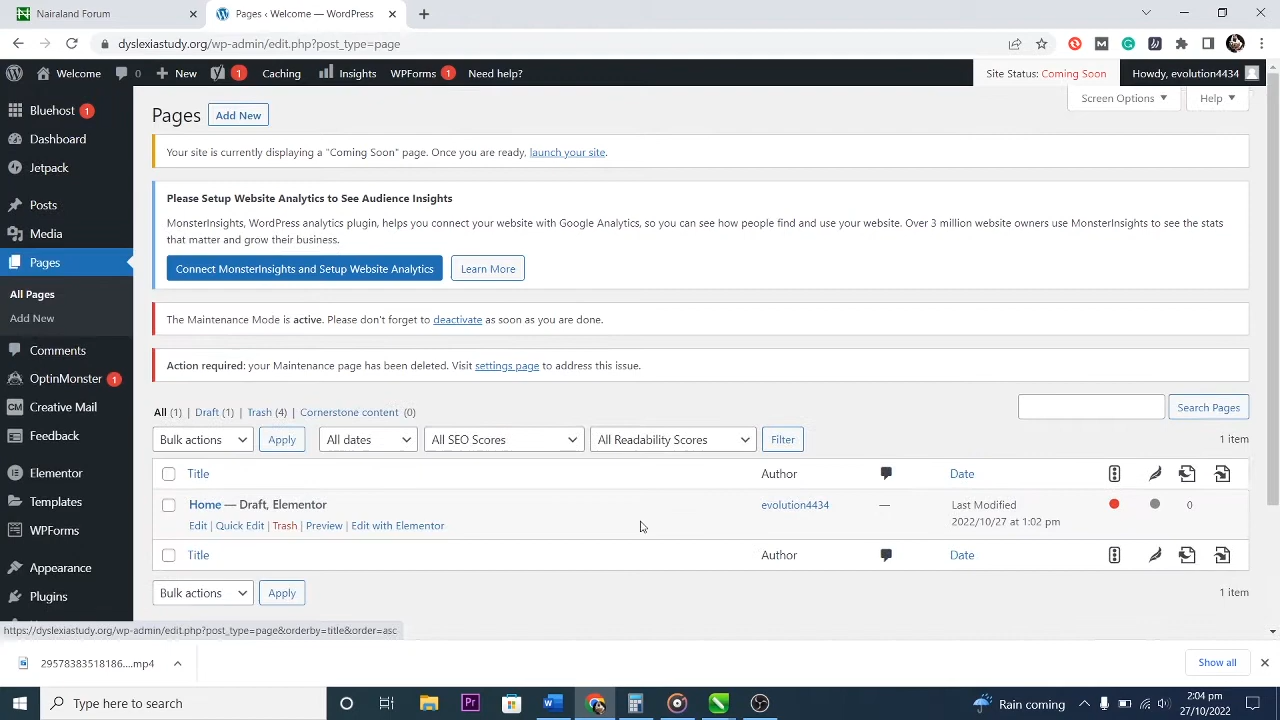 Nairaland Forum
Pages ‹ Welcome — WordPress
dyslexiastudy.org/wp-admin/edit.php?post_type=page
Welcome 0 New 1 Caching Insights WPForms 1 Need help? Site Status: Coming Soon Howdy, evolution4434
Screen Options Help
Bluehost 1
Dashboard
Jetpack
Posts
Media
Pages
All Pages
Add New
Comments
OptinMonster 1
Creative Mail
Feedback
Elementor
Templates
WPForms
Appearance
Plugins
Pages Add New
Your site is currently displaying a "Coming Soon" page. Once you are ready, launch your site.
Please Setup Website Analytics to See Audience Insights
MonsterInsights, WordPress analytics plugin, helps you connect your website with Google Analytics, so you can see how people find and use your website. Over 3 million website owners use MonsterInsights to see the stats
that matter and grow their business.
Connect MonsterInsights and Setup Website Analytics Learn More
The Maintenance Mode is active. Please don't forget to deactivate as soon as you are done.
Action required: your Maintenance page has been deleted. Visit settings page to address this issue.
All (1) | Draft (1) | Trash (4) | Cornerstone content (0)
Search Pages
Bulk actions Apply All dates All SEO Scores All Readability Scores Filter 1 item
Title Author Date
Home — Draft, Elementor evolution4434 — Last Modified 0
Edit | Quick Edit | Trash | Preview | Edit with Elementor 2022/10/27 at 1:02 pm
Title Author Date
Bulk actions Apply 1 item
https://dyslexiastudy.org/wp-admin/edit.php?post_type=page&orderby=title&order=asc
29578383518186....mp4 Show all
Type here to search
Pr
Rain coming
2:04 pm
27/10/2022